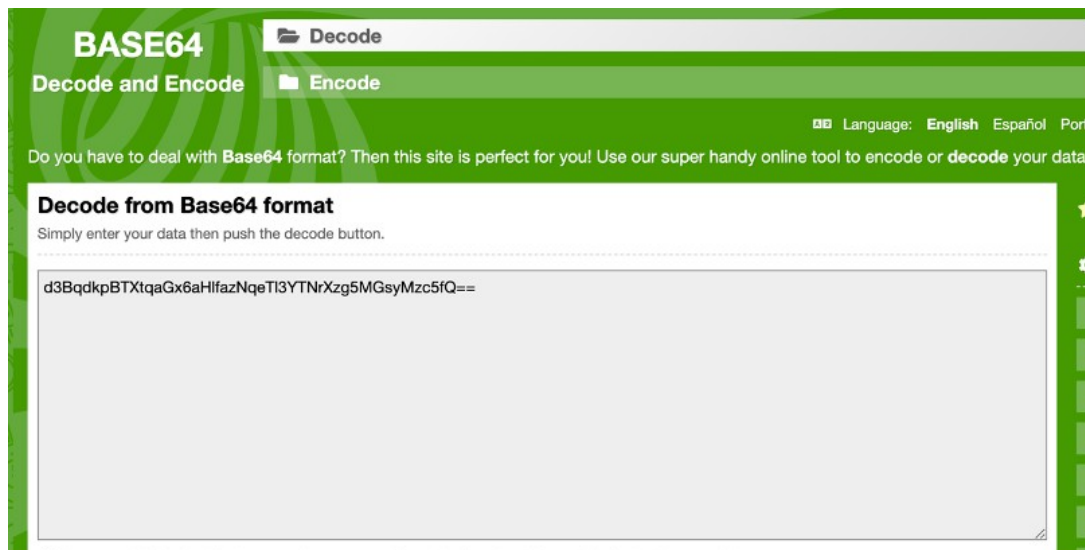 BASE64
Decode and Encode
Decode
Encode
Language: English Español
Do you have to deal with Base64 format? Then this site is perfect for you! Use our super handy online tool to encode or decode your data
Decode from Base64 format
Simply enter your data then push the decode button.
d3BqdkpBTXtqaGx6aHlfazNqeTl3YTNrXzg5MGsyMzc5fQ==